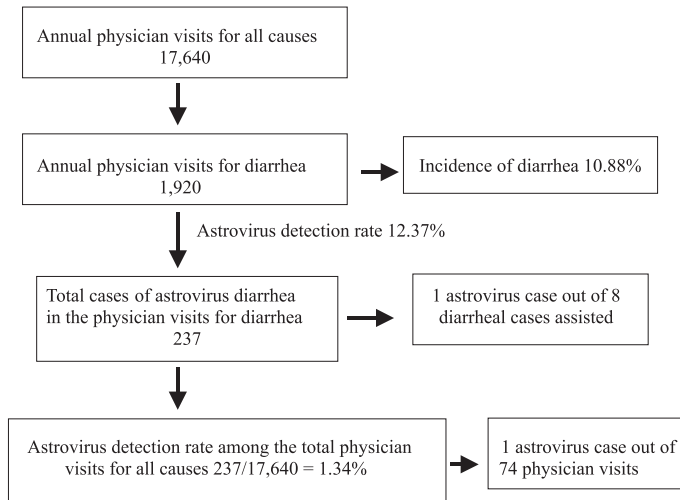 Annual physician visits for all causes
17,640
Annual physician visits for diarrhea
1,920
Incidence of diarrhea 10.88%
Astrovirus detection rate 12.37%
Total cases of astrovirus diarrhea
in the physician visits for diarrhea
237
1 astrovirus case out of 8
diarrheal cases assisted
Astrovirus detection rate among the total physician
visits for all causes 237/17,640 = 1.34%
1 astrovirus case out of
74 physician visits